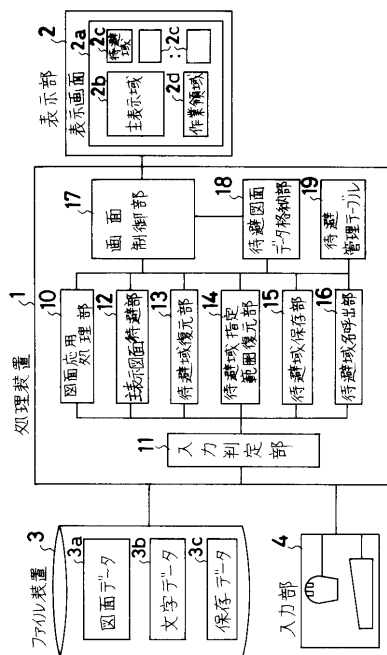 1
処理装置
10
図面応用
処理部
12
主表示図面待避部
13
待避域復元部
14
待避域指定
範囲復元部
15
待避域保存部
16
待避域名呼出部
11
入力
判定部
17
画面
制御部
18
待避図面
データ格納部
19
待避
管理テーブル
2
表示部
2a
表示画面
2b
主表示域
2c
待避域
2c
2d
作業領域
3
ファイル装置
3a
図面データ
3b
文字データ
3c
保存データ
4
入力部